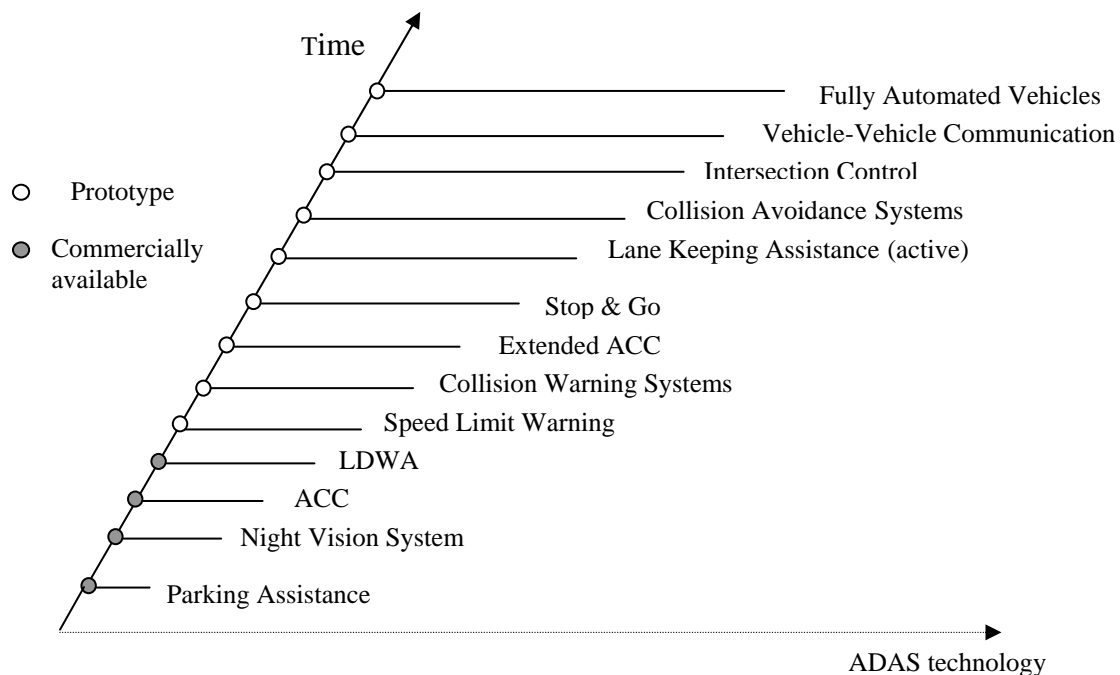 Time
Fully Automated Vehicles
Vehicle-Vehicle Communication
Intersection Control
Prototype
Collision Avoidance Systems
Commercially
available
Lane Keeping Assistance (active)
Stop & Go
Extended ACC
Collision Warning Systems
Speed Limit Warning
LDWA
ACC
Night Vision System
Parking Assistance
ADAS technology